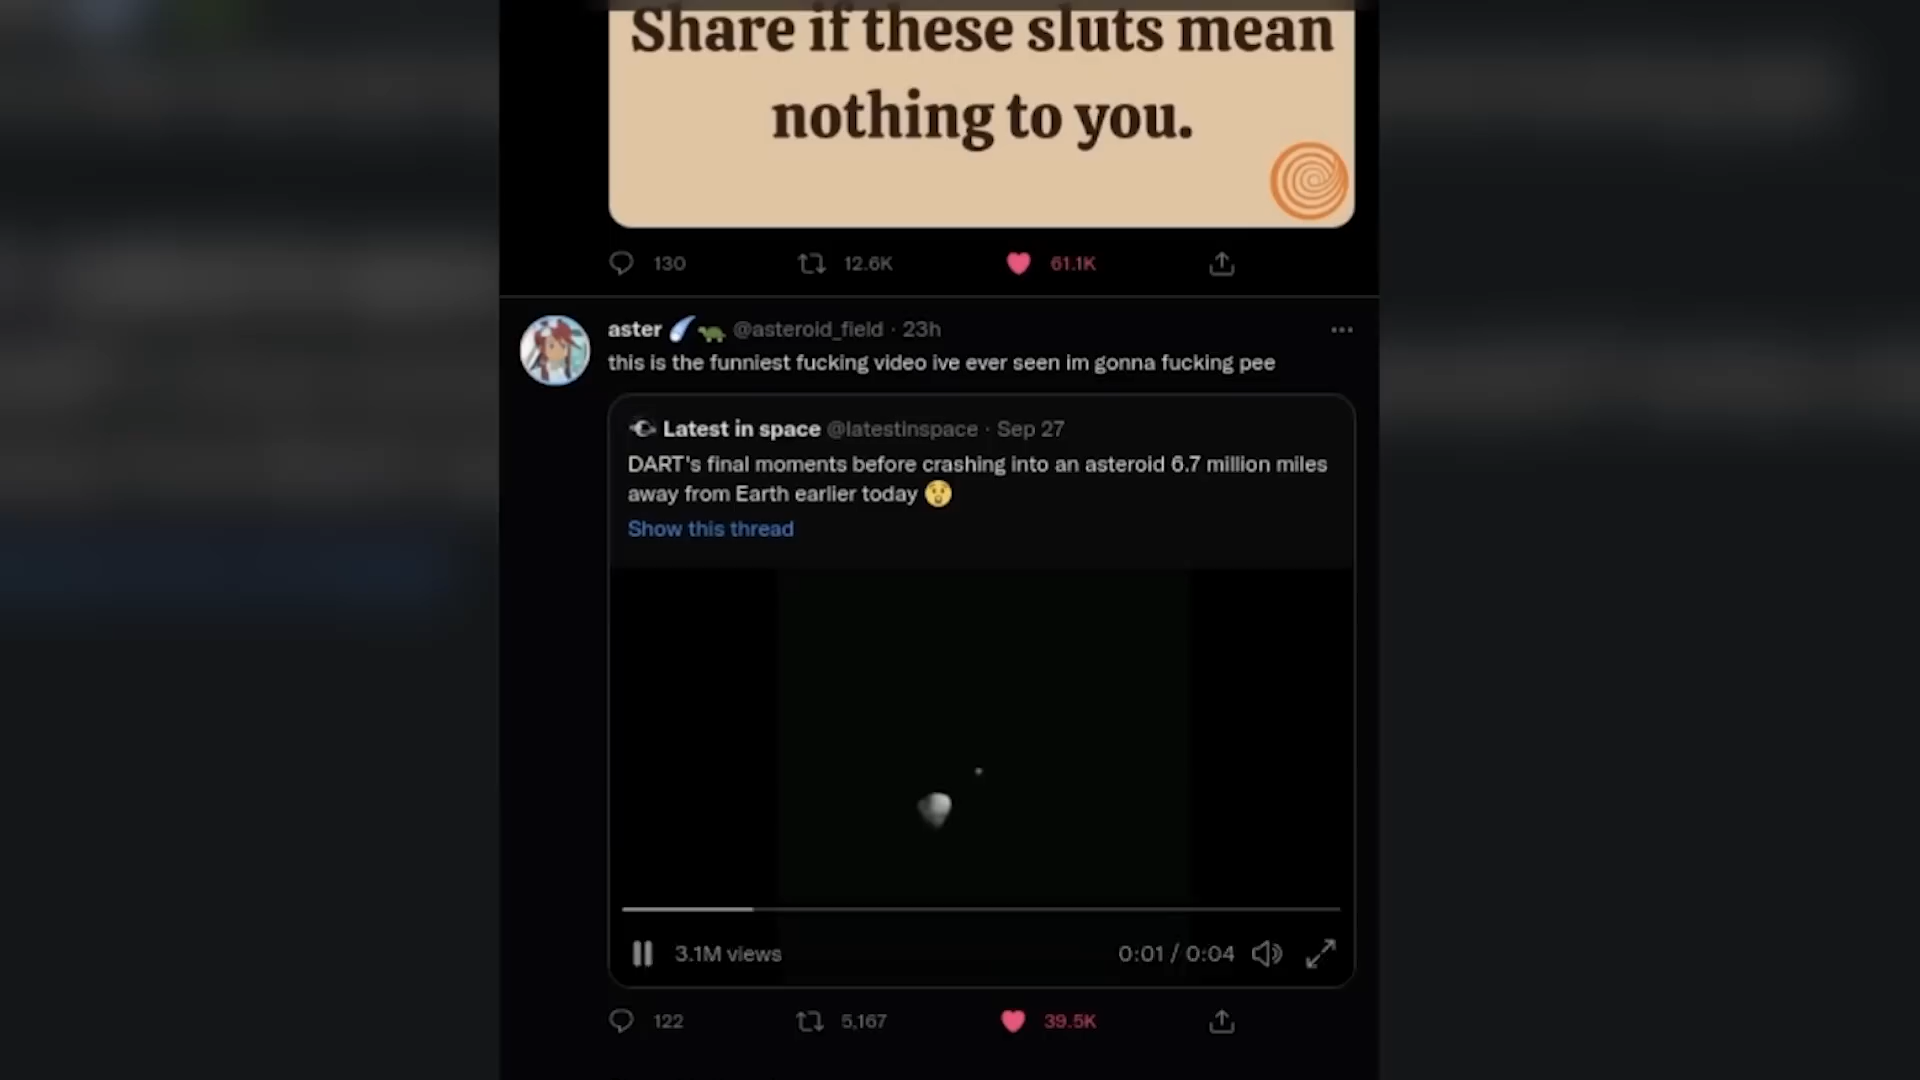 Share if these sluts mean
nothing to you.
130 12.6K 61.1K
aster @asteroid_field · 23h
this is the funniest fucking video ive ever seen im gonna fucking pee
Latest in space @latestinspace · Sep 27
DART's final moments before crashing into an asteroid 6.7 million miles
away from Earth earlier today
Show this thread
3.1M views 0:01 / 0:04
122 5,167 39.5K